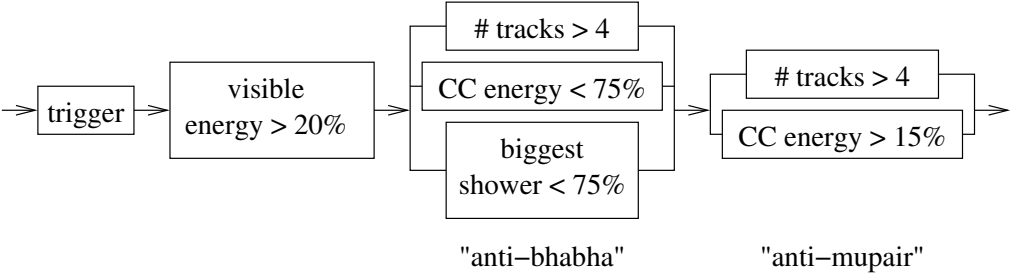 trigger
visible
energy > 20%
# tracks > 4
CC energy < 75%
biggest
shower < 75%
"anti−bhabha"
# tracks > 4
CC energy > 15%
"anti−mupair"